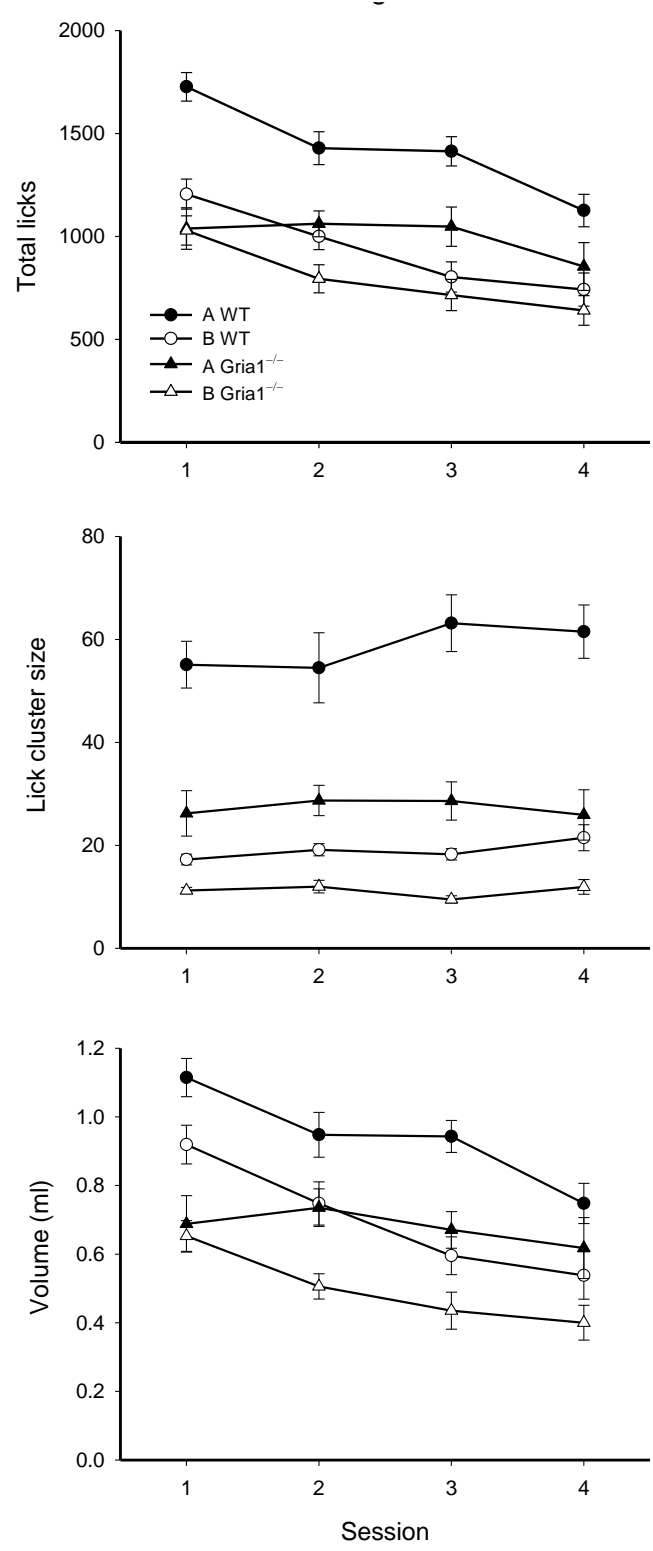 2000
1500
1000
500
0
Total licks
A WT
B WT
A Gria1⁻/⁻
B Gria1⁻/⁻
1 2 3 4
80
60
40
20
0
Lick cluster size
1 2 3 4
1.2
1.0
0.8
0.6
0.4
0.2
0.0
Volume (ml)
1 2 3 4
Session